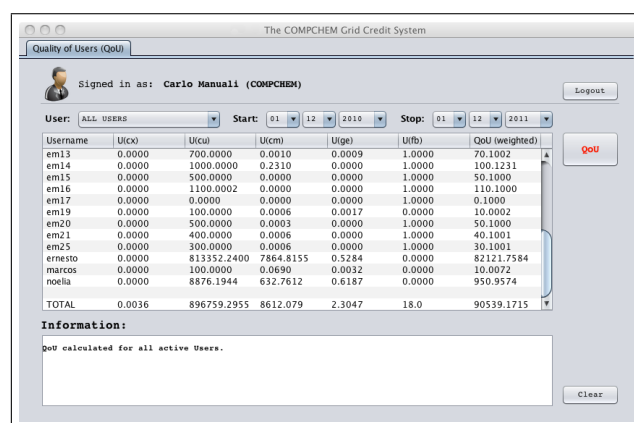 The COMPCHEM Grid Credit System
Quality of Users (QoU)
Signed in as: Carlo Manuali (COMPCHEM)
Logout
User: ALL USERS Start: 01 12 2010 Stop: 01 12 2011
QoU
Username U(cx) U(cu) U(cm) U(ge) U(fb) QoU (weighted)
em13 0.0000 700.0000 0.0010 0.0009 1.0000 70.1002
em14 0.0000 1000.0000 0.2310 0.0000 1.0000 100.1231
em15 0.0000 500.0000 0.0000 0.0000 1.0000 50.1000
em16 0.0000 1100.0002 0.0000 0.0000 1.0000 110.1000
em17 0.0000 0.0000 0.0000 0.0000 1.0000 0.1000
em19 0.0000 100.0000 0.0006 0.0017 0.0000 10.0002
em20 0.0000 500.0000 0.0003 0.0000 1.0000 50.1000
em21 0.0000 400.0000 0.0006 0.0000 1.0000 40.1001
em25 0.0000 300.0000 0.0006 0.0000 1.0000 30.1001
ernesto 0.0000 813352.2400 7864.8155 0.5284 0.0000 82121.7584
marcos 0.0000 100.0000 0.0690 0.0032 0.0000 10.0072
noelia 0.0000 8876.1944 632.7612 0.6187 0.0000 950.9574
TOTAL 0.0036 896759.2955 8612.079 2.3047 18.0 90539.1715
Information:
QoU calculated for all active Users.
Clear